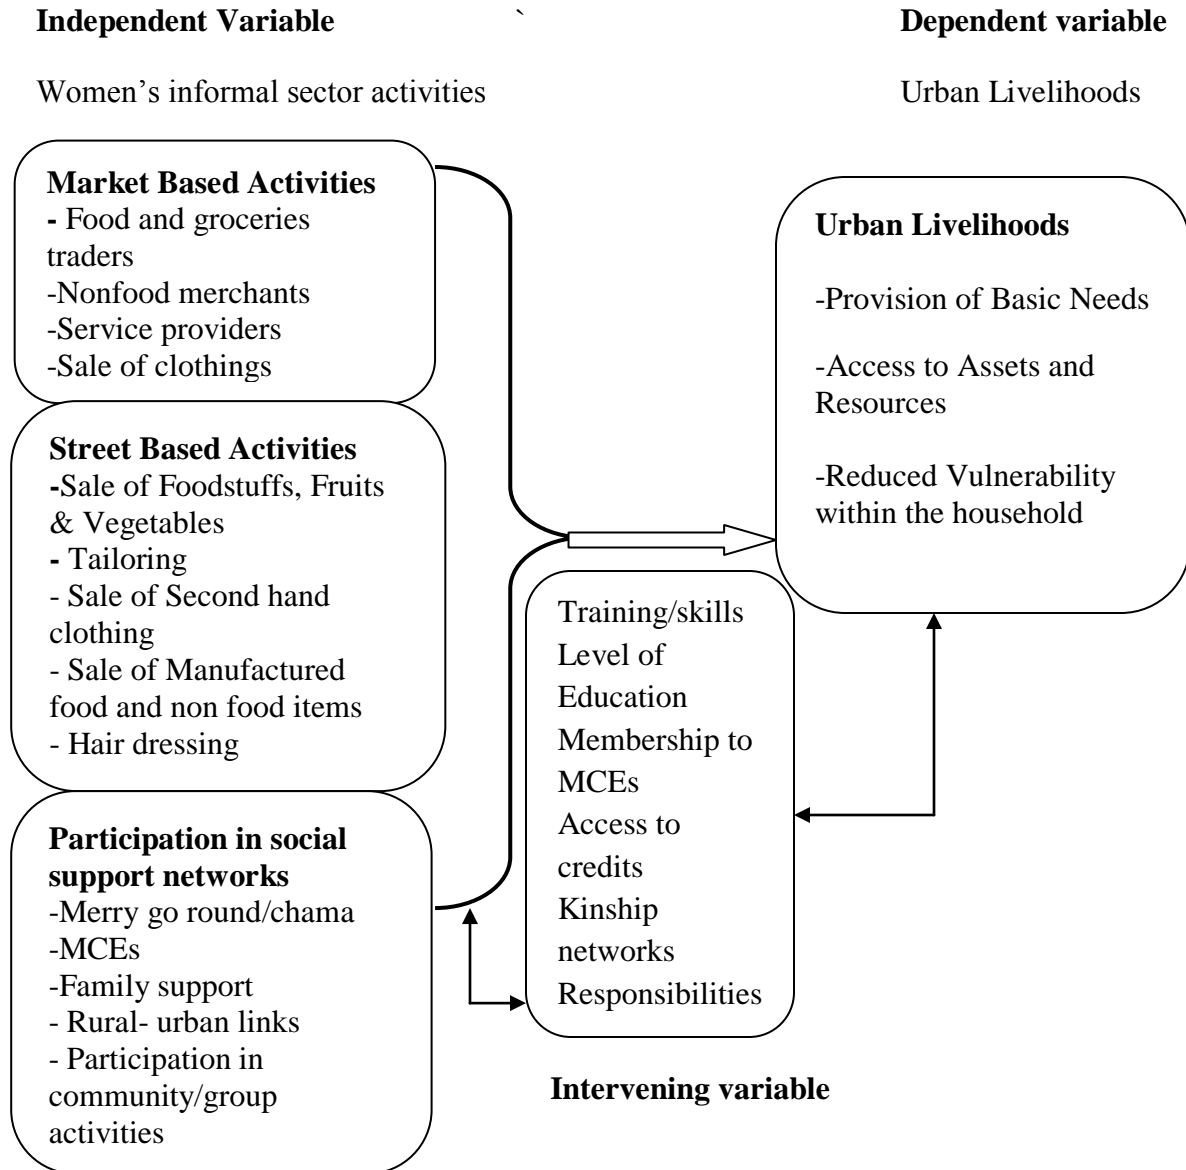 Independent Variable
`
Dependent variable
Women’s informal sector activities
Urban Livelihoods
Market Based Activities
- Food and groceries
traders
-Nonfood merchants
-Service providers
-Sale of clothings
Street Based Activities
-Sale of Foodstuffs, Fruits
& Vegetables
- Tailoring
- Sale of Second hand
clothing
- Sale of Manufactured
food and non food items
- Hair dressing
Participation in social
support networks
-Merry go round/chama
-MCEs
-Family support
- Rural- urban links
- Participation in
community/group
activities
Training/skills
Level of
Education
Membership to
MCEs
Access to
credits
Kinship
networks
Responsibilities
Intervening variable
Urban Livelihoods
-Provision of Basic Needs
-Access to Assets and
Resources
-Reduced Vulnerability
within the household